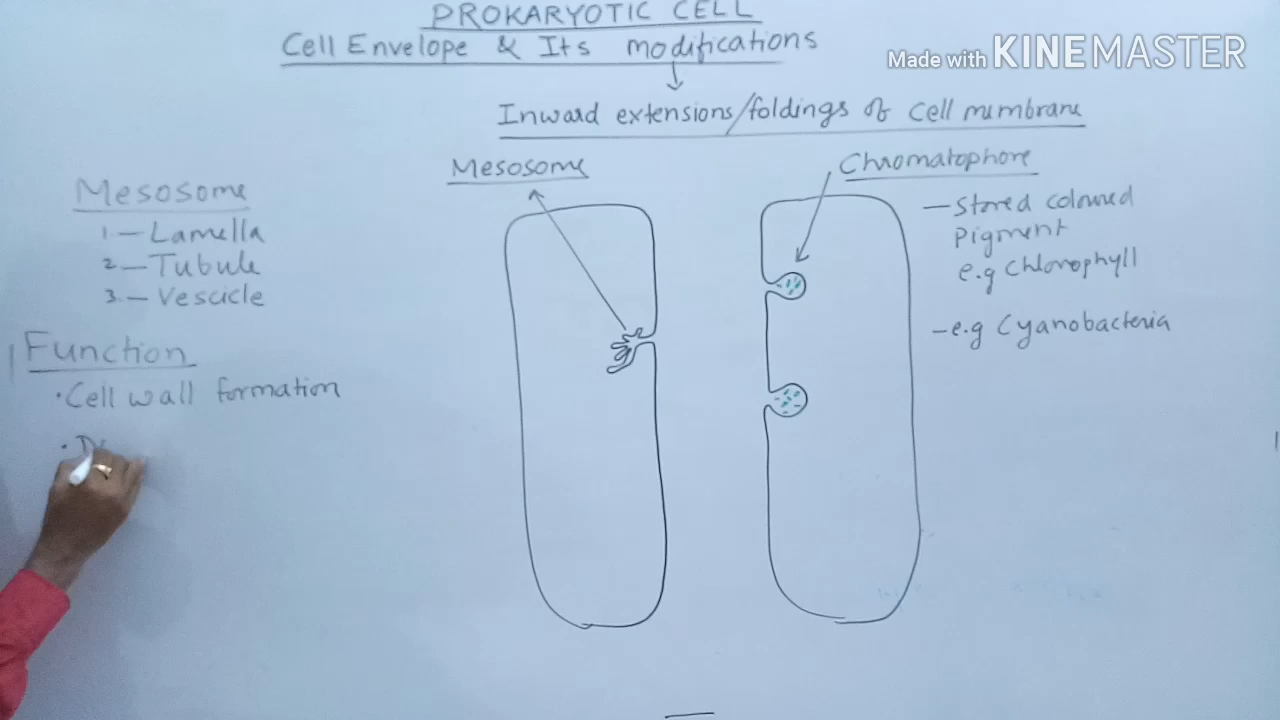 PROKARYOTIC CELL
Cell Envelope & Its modifications
Made with KINEMASTER
Inward extensions/foldings of cell membrane
Mesosome
Chromatophore
Mesosome
1 - Lamella
2 - Tubule
3. - Vescicle
- Stored coloured
Pigment
e.g Chlorophyll
- e.g Cyanobacteria
Function
· Cell wall formation